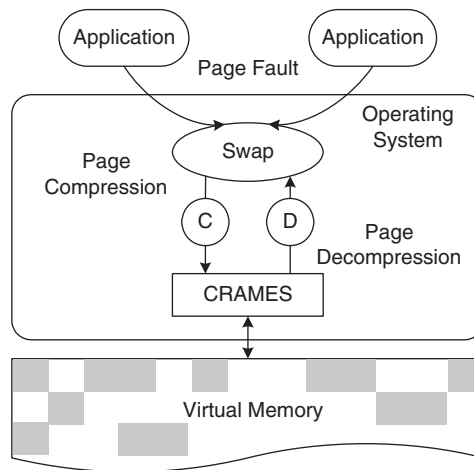 Application
Application
Page Fault
Operating
System
Swap
Page
Compression
C
D
Page
Decompression
CRAMES
Virtual Memory